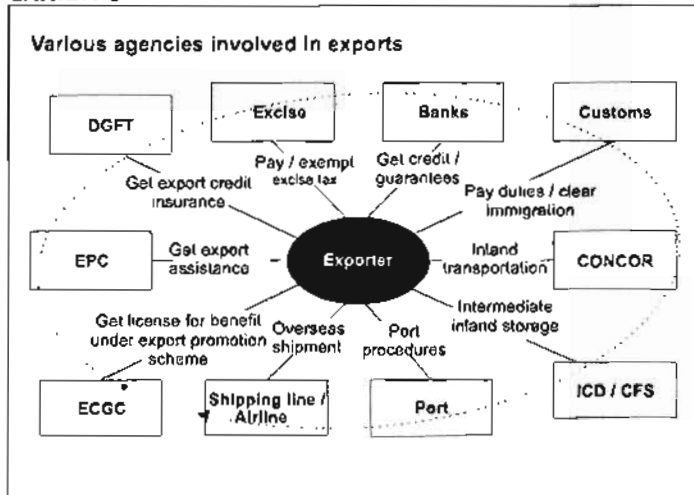 Various agencies involved in exports
DGFT
Excise
Banks
Customs
Pay / exempt
excise tax
Get credit /
guarantees
Get export credit
insurance
Pay duties / clear
immigration
EPC
Get export
assistance
Exporter
Inland
transportation
CONCOR
Get license for benefit
under export promotion
scheme
Overseas
shipment
Port
procedures
Intermediate
inland storage
ECGC
Shipping line /
Airline
Port
ICD / CFS